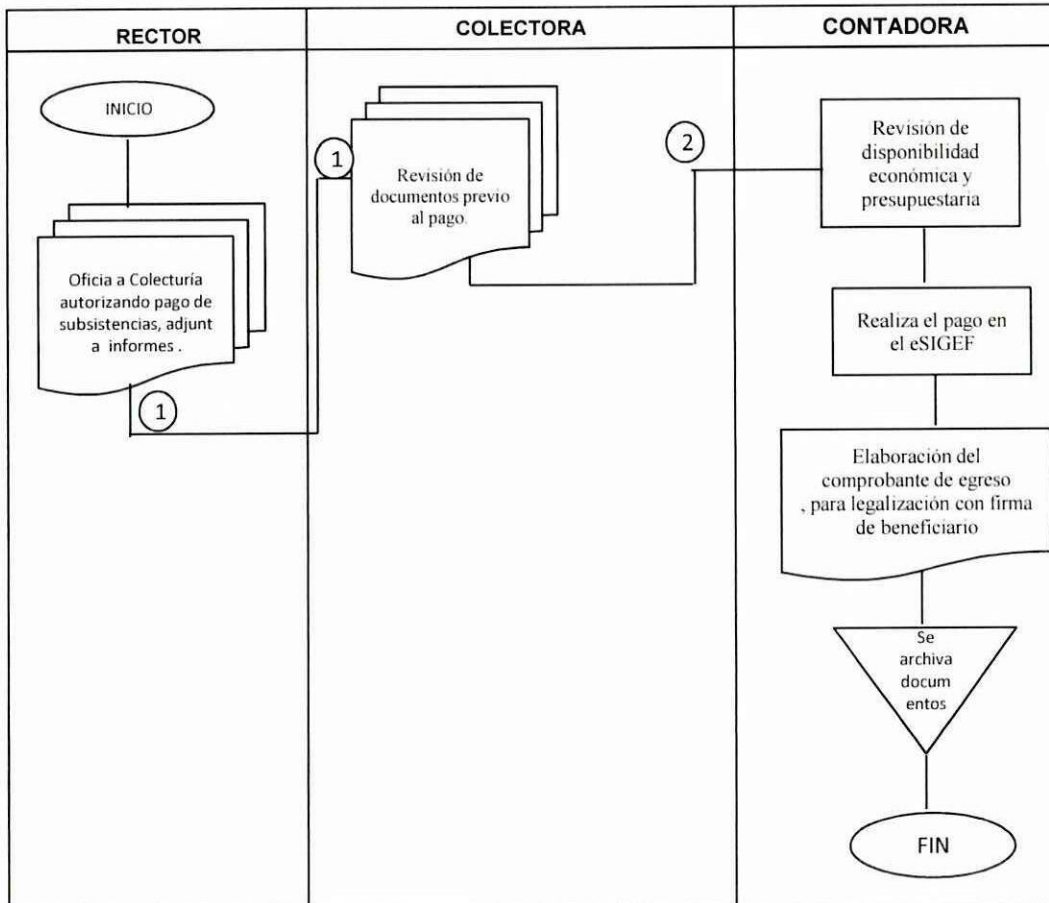 RECTOR
COLECTORA
CONTADORA
INICIO
Oficia a Colecturía
autorizando pago de
subsistencias, adjunt
a informes .
1
1
Revisión de
documentos previo
al pago.
2
Revisión de
disponibilidad
económica y
presupuestaria
Realiza el pago en
el eSIGEF
Elaboración del
comprobante de egreso
, para legalización con firma
de beneficiario
Se
archiva
docum
entos
FIN